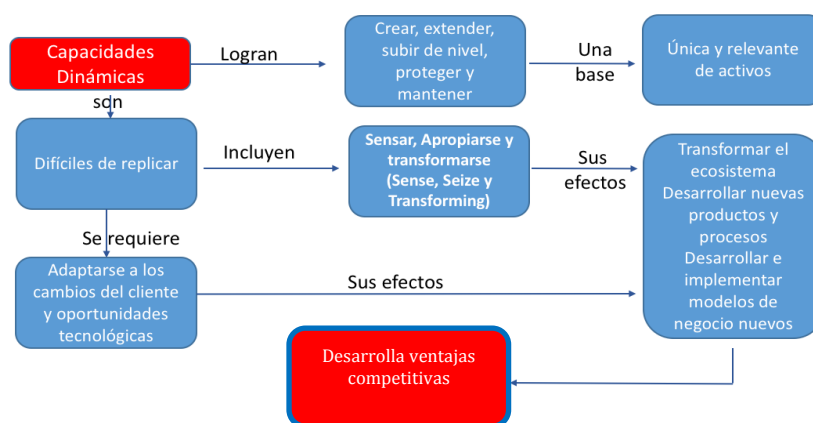 Capacidades
Dinámicas
Logran
Crear, extender,
subir de nivel,
proteger y
mantener
Una
base
Única y relevante
de activos
son
Difíciles de replicar
Incluyen
Sensar, Apropiarse y
transformarse
(Sense, Seize y
Transforming)
Sus
efectos
Transformar el
ecosistema
Desarrollar nuevas
productos y
procesos
Desarrollar e
implementar
modelos de
negocio nuevos
Se requiere
Adaptarse a los
cambios del cliente
y oportunidades
tecnológicas
Sus efectos
Desarrolla ventajas
competitivas